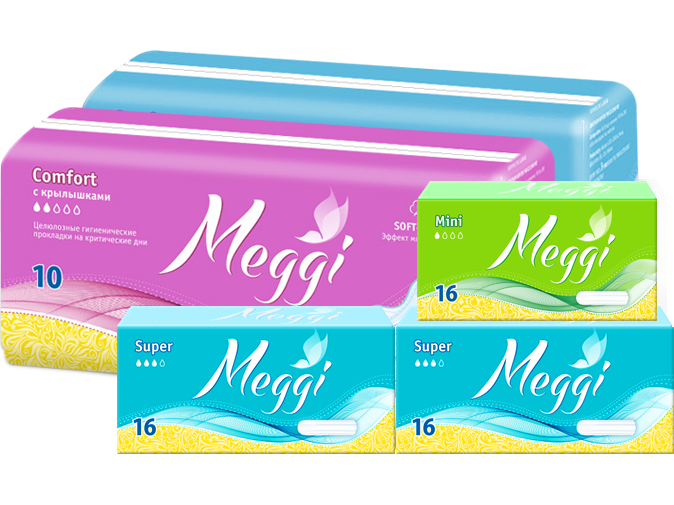 Comfort
с крылышками
Целюлозные гигиенические
прокладки на критические дни
10
Meggi
SOFT
Эффект
Mini
16
Meggi
Super
16
Meggi
Super
16
Meggi